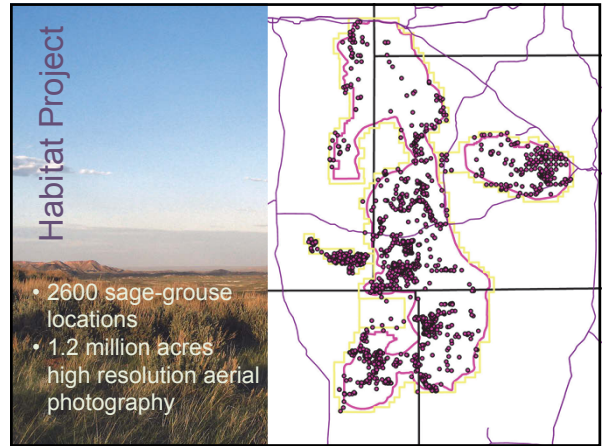 Habitat Project
• 2600 sage-grouse
locations
• 1.2 million acres
high resolution aerial
photography